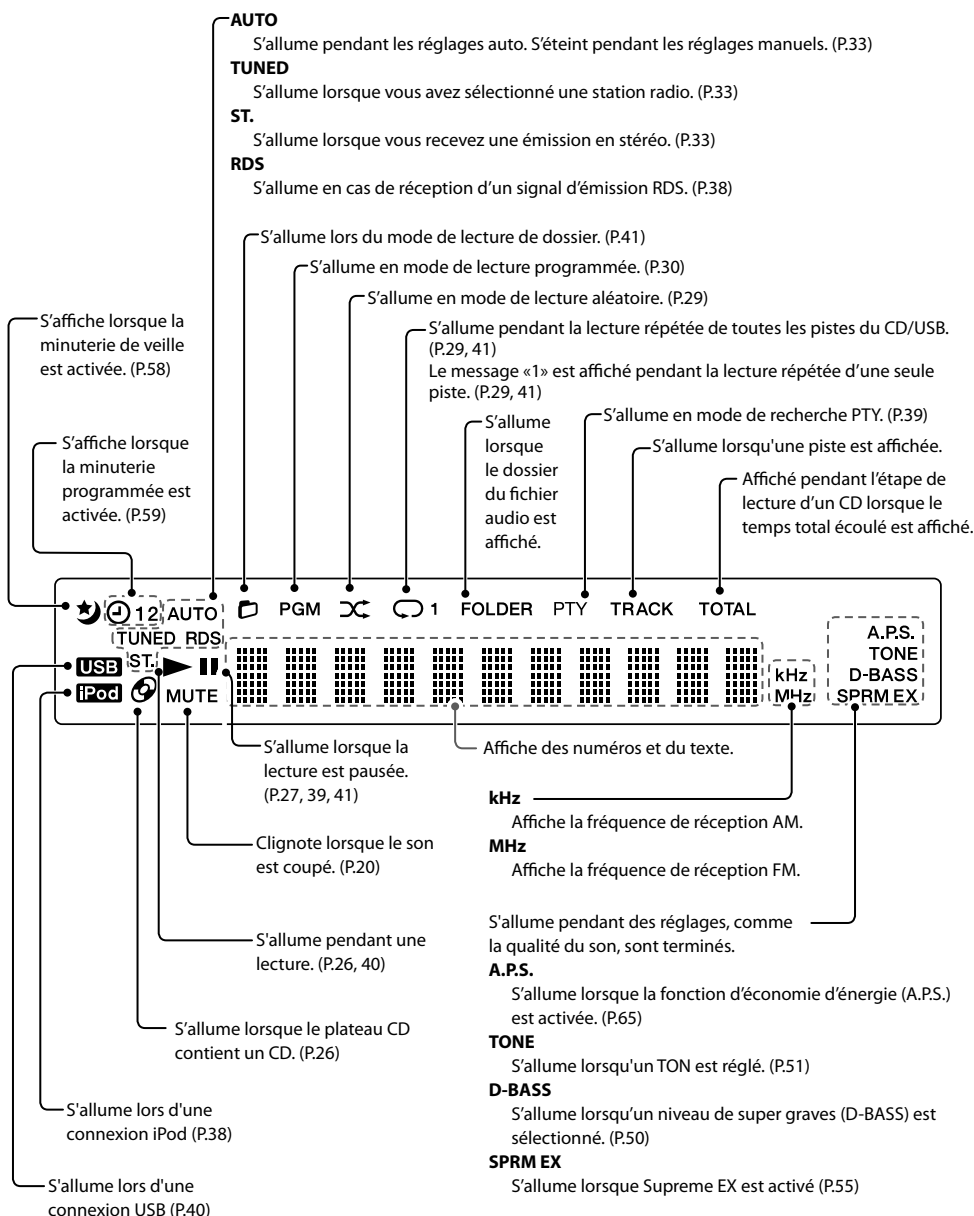 AUTO
S'allume pendant les réglages auto. S'éteint pendant les réglages manuels. (P.33)
TUNED
S'allume lorsque vous avez sélectionné une station radio. (P.33)
ST.
S'allume lorsque vous recevez une émission en stéréo. (P.33)
RDS
S'allume en cas de réception d'un signal d'émission RDS. (P.38)
S'allume lors du mode de lecture de dossier. (P.41)
S'allume en mode de lecture programmée. (P.30)
S'allume en mode de lecture aléatoire. (P.29)
S'allume pendant la lecture répétée de toutes les pistes du CD/USB.
(P.29, 41)
Le message «1» est affiché pendant la lecture répétée d'une seule
piste. (P.29, 41)
S'affiche lorsque la
minuterie de veille
est activée. (P.58)
S'affiche lorsque
la minuterie
programmée est
activée. (P.59)
S'allume
lorsque
le dossier
du fichier
audio est
affiché.
S'allume en mode de recherche PTY. (P.39)
S'allume lorsqu'une piste est affichée.
Affiché pendant l'étape de
lecture d'un CD lorsque le
temps total écoulé est affiché.
12 AUTO PGM 1 FOLDER PTY TRACK TOTAL
TUNED RDS
USB ST.
iPod MUTE
kHz
MHz
A.P.S.
TONE
D-BASS
SPRM EX
S'allume lorsque la
lecture est pausée.
(P.27, 39, 41)
Clignote lorsque le son
est coupé. (P.20)
S'allume pendant une
lecture. (P.26, 40)
S'allume lorsque le plateau CD
contient un CD. (P.26)
S'allume lors d'une
connexion iPod (P.38)
S'allume lors d'une
connexion USB (P.40)
Affiche des numéros et du texte.
kHz
Affiche la fréquence de réception AM.
MHz
Affiche la fréquence de réception FM.
S'allume pendant des réglages, comme
la qualité du son, sont terminés.
A.P.S.
S'allume lorsque la fonction d'économie d'énergie (A.P.S.)
est activée. (P.65)
TONE
S'allume lorsqu'un TON est réglé. (P.51)
D-BASS
S'allume lorsqu'un niveau de super graves (D-BASS) est
sélectionné. (P.50)
SPRM EX
S'allume lorsque Supreme EX est activé (P.55)